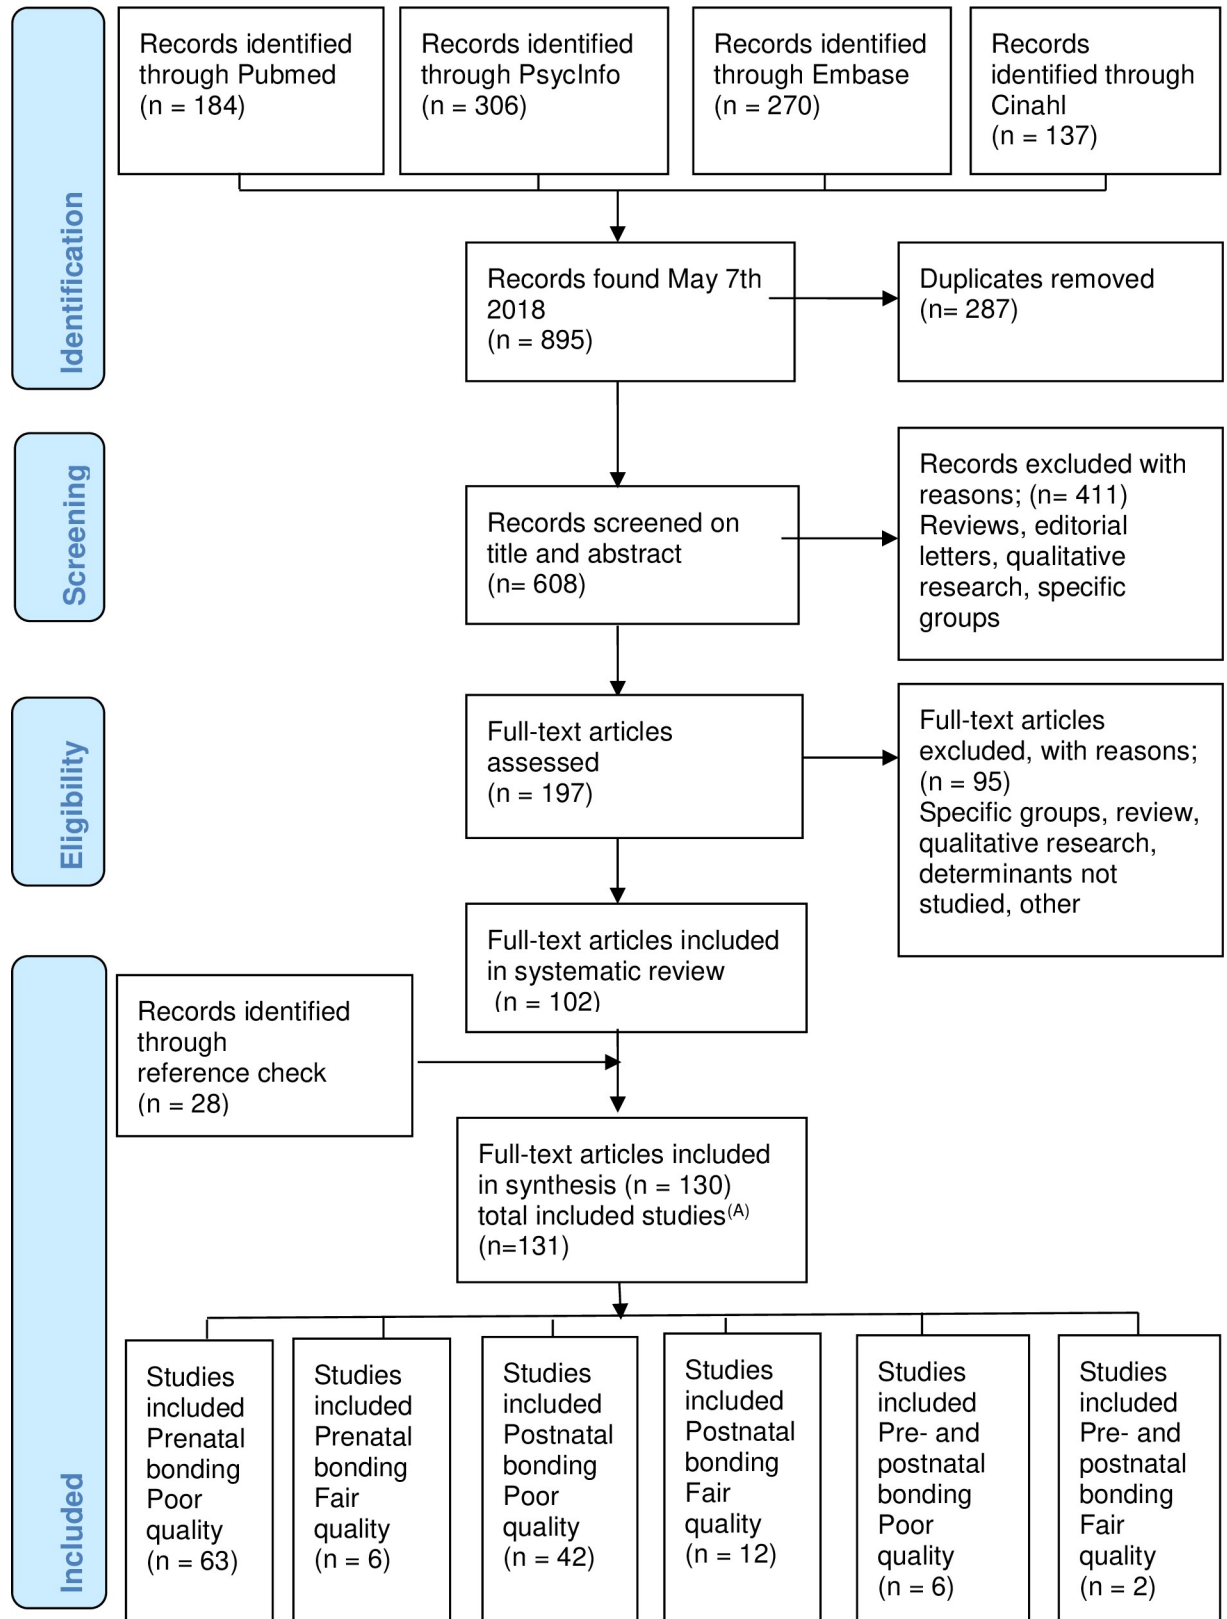 Identification
Records identified
through Pubmed
(n = 184)
Records identified
through PsycInfo
(n = 306)
Records identified
through Embase
(n = 270)
Records
identified through
Cinahl
(n = 137)
Records found May 7th
2018
(n = 895)
Duplicates removed
(n= 287)
Screening
Records screened on
title and abstract
(n= 608)
Records excluded with
reasons; (n= 411)
Reviews, editorial
letters, qualitative
research, specific
groups
Eligibility
Full-text articles
assessed
(n = 197)
Full-text articles
excluded, with reasons;
(n = 95)
Specific groups, review,
qualitative research,
determinants not
studied, other
Included
Full-text articles included
in systematic review
(n = 102)
Records identified
through
reference check
(n = 28)
Full-text articles included
in synthesis (n = 130)
total included studies(A)
(n=131)
Studies
included
Prenatal
bonding
Poor
quality
(n = 63)
Studies
included
Prenatal
bonding
Fair
quality
(n = 6)
Studies
included
Postnatal
bonding
Poor
quality
(n = 42)
Studies
included
Postnatal
bonding
Fair
quality
(n = 12)
Studies
included
Pre- and
postnatal
bonding
Poor
quality
(n = 6)
Studies
included
Pre- and
postnatal
bonding
Fair
quality
(n = 2)